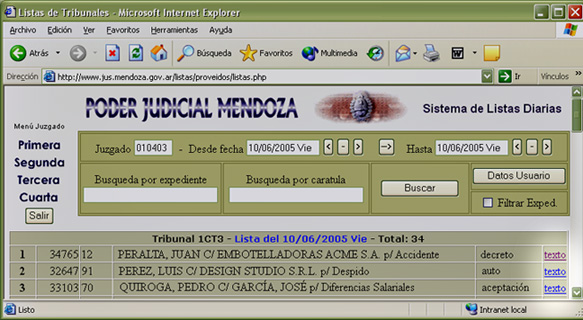 Listas de Tribunales - Microsoft Internet Explorer
Archivo Edición Ver Favoritos Herramientas Ayuda
Atrás Búsqueda Favoritos Multimedia W
Dirección http://www.jus.mendoza.gov.ar/listas/proveidos/listas.php Ir Vínculos »
PODER JUDICIAL MENDOZA Sistema de Listas Diarias
Menú Juzgado
Primera
Segunda
Tercera
Cuarta
Salir
Juzgado 010403 - Desde fecha 10/06/2005 Vie < - > --> Hasta 10/06/2005 Vie < - >
Busqueda por expediente Busqueda por caratula Buscar Datos Usuario
Filtrar Exped.
Tribunal 1CT3 - Lista del 10/06/2005 Vie - Total: 34
1 34765 12 PERALTA, JUAN C/ EMBOTELLADORAS ACME S.A. p/ Accidente decreto texto
2 32647 91 PEREZ, LUIS C/ DESIGN STUDIO S.R.L. p/ Despido auto texto
3 33103 70 QUIROGA, PEDRO C/ GARCÍA, JOSÉ p/ Diferencias Salariales aceptación texto
Listo Intranet local